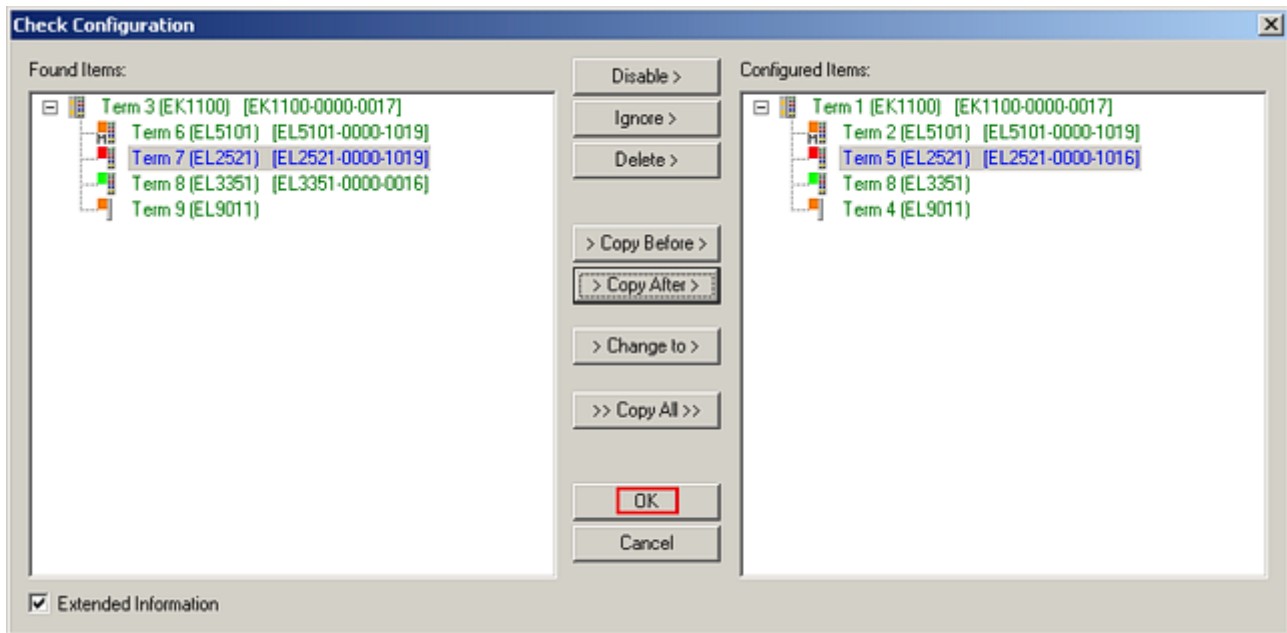 Check Configuration
Found Items:
Term 3 (EK1100) [EK1100-0000-0017]
Term 6 (EL5101) [EL5101-0000-1019]
Term 7 (EL2521) [EL2521-0000-1019]
Term 8 (EL3351) [EL3351-0000-0016]
Term 9 (EL9011)
Disable >
Ignore >
Delete >
> Copy Before >
> Copy After >
> Change to >
>> Copy All >>
OK
Cancel
Configured Items:
Term 1 (EK1100) [EK1100-0000-0017]
Term 2 (EL5101) [EL5101-0000-1019]
Term 5 (EL2521) [EL2521-0000-1016]
Term 8 (EL3351)
Term 4 (EL9011)
Extended Information